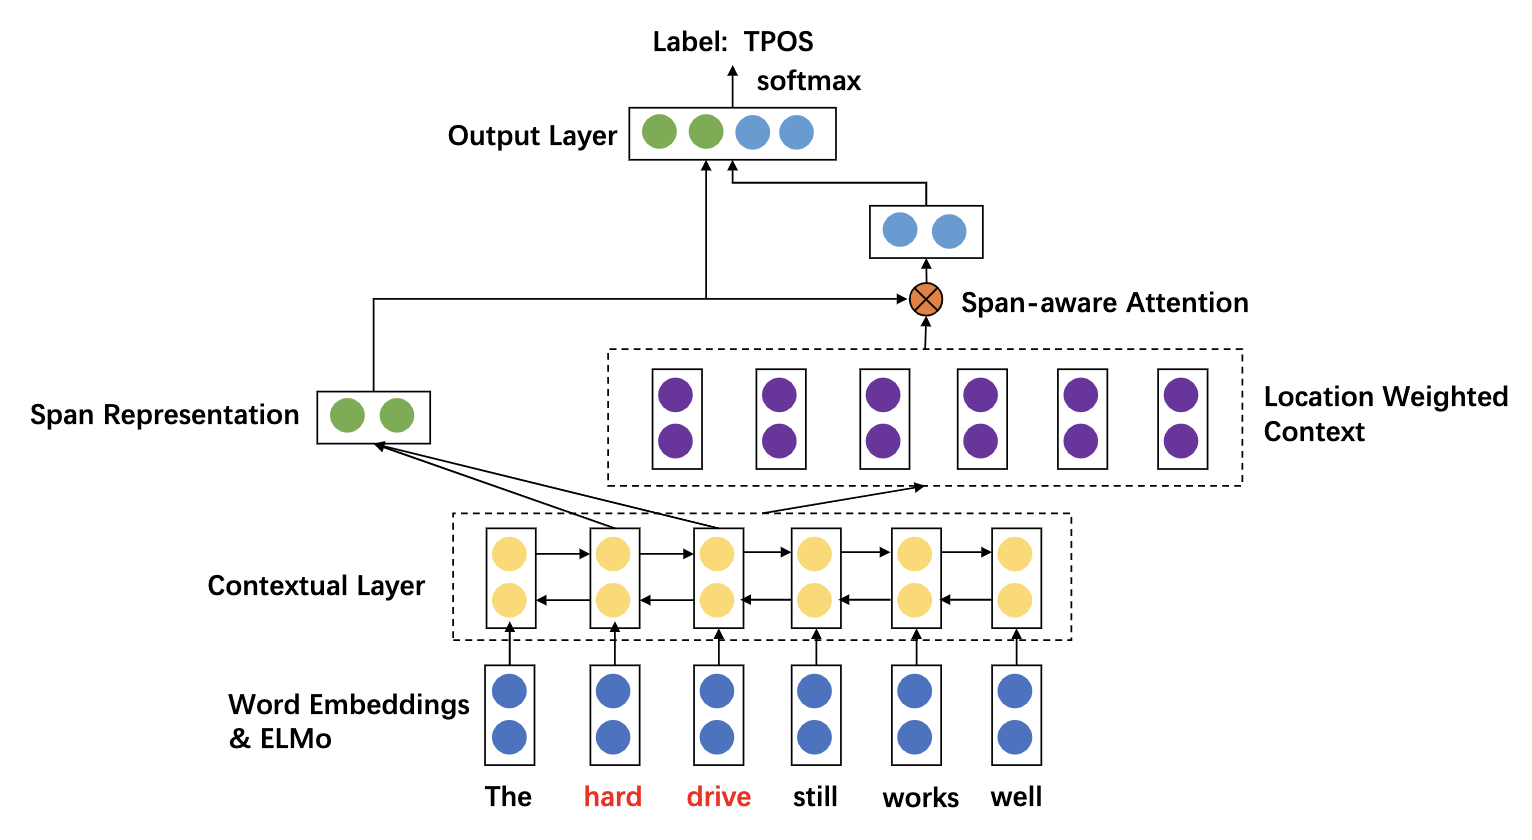 Label: TPOS
softmax
Output Layer
Span-aware Attention
Span Representation
Location Weighted
Context
Contextual Layer
Word Embeddings
& ELMo
The hard drive still works well